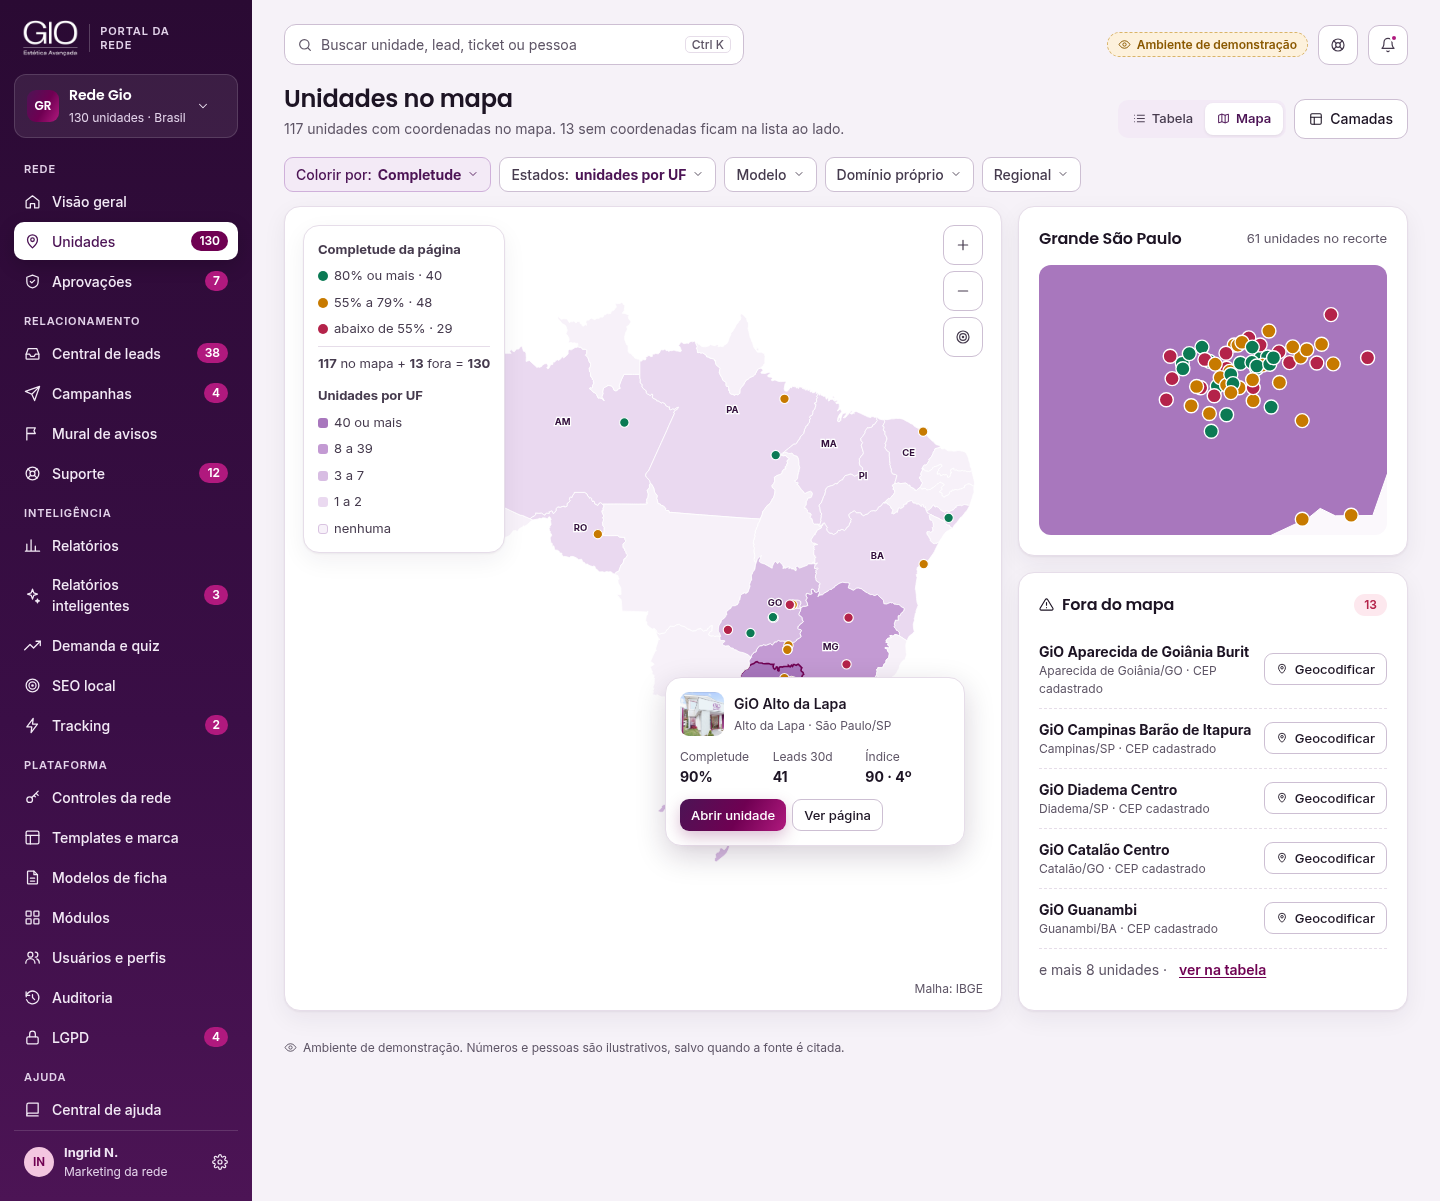 GIO
Estética Avançada
PORTAL DA
REDE
GR
Rede Gio
130 unidades · Brasil
REDE
Visão geral
Unidades 130
Aprovações 7
RELACIONAMENTO
Central de leads 38
Campanhas 4
Mural de avisos
Suporte 12
INTELIGÊNCIA
Relatórios
Relatórios
inteligentes 3
Demanda e quiz
SEO local
Tracking 2
PLATAFORMA
Controles da rede
Templates e marca
Modelos de ficha
Módulos
Usuários e perfis
Auditoria
LGPD 4
AJUDA
Central de ajuda
IN
Ingrid N.
Marketing da rede
Buscar unidade, lead, ticket ou pessoa Ctrl K
Ambiente de demonstração
Unidades no mapa
117 unidades com coordenadas no mapa. 13 sem coordenadas ficam na lista ao lado.
Tabela Mapa Camadas
Colorir por: Completude Estados: unidades por UF Modelo Domínio próprio Regional
Completude da página
80% ou mais · 40
55% a 79% · 48
abaixo de 55% · 29
117 no mapa + 13 fora = 130
Unidades por UF
40 ou mais
8 a 39
3 a 7
1 a 2
nenhuma
AM
PA
MA
CE
PI
RO
BA
GO
MG
GiO Alto da Lapa
Alto da Lapa · São Paulo/SP
Completude Leads 30d Índice
90% 41 90 · 4º
Abrir unidade Ver página
Malha: IBGE
Grande São Paulo 61 unidades no recorte
Fora do mapa 13
GiO Aparecida de Goiânia Burit
Aparecida de Goiânia/GO · CEP
cadastrado
Geocodificar
GiO Campinas Barão de Itapura
Campinas/SP · CEP cadastrado
Geocodificar
GiO Diadema Centro
Diadema/SP · CEP cadastrado
Geocodificar
GiO Catalão Centro
Catalão/GO · CEP cadastrado
Geocodificar
GiO Guanambi
Guanambi/BA · CEP cadastrado
Geocodificar
e mais 8 unidades · ver na tabela
Ambiente de demonstração. Números e pessoas são ilustrativos, salvo quando a fonte é citada.